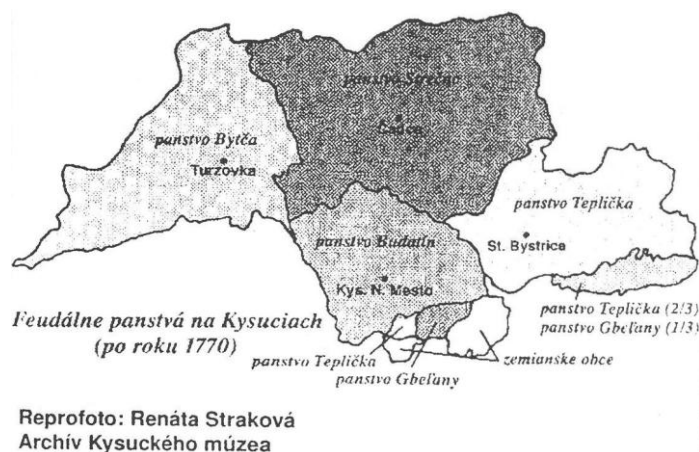 panstvo Strečno
Čadca
panstvo Bytča
Turzovka
panstvo Teplička
St. Bystrica
panstvo Budatín
Kys. N. Mesto
panstvo Teplička (2/3)
panstvo Gbeľany (1/3)
Feudálne panstvá na Kysuciach
(po roku 1770)
panstvo Teplička
panstvo Gbeľany
zemianske obce
Reprofoto: Renáta Straková
Archív Kysuckého múzea